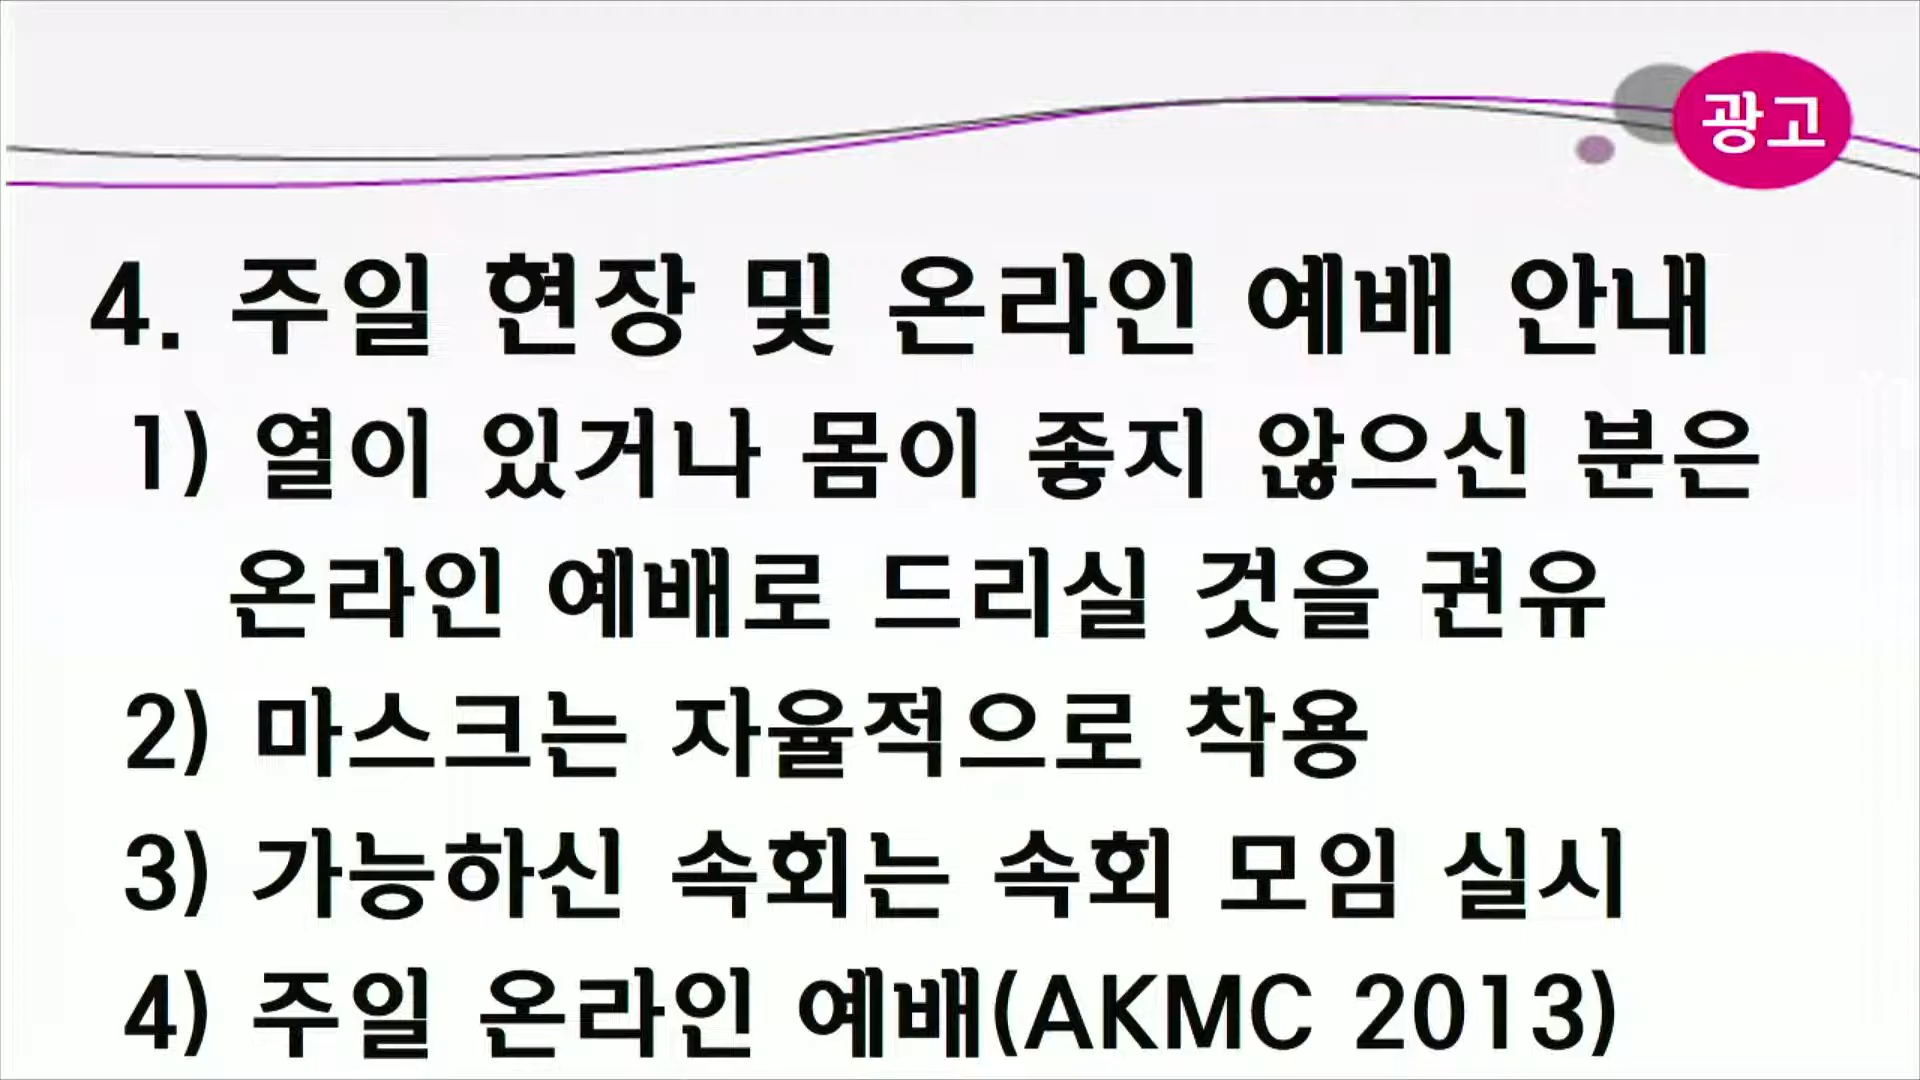 광고
4. 주일 현장 및 온라인 예배 안내
1) 열이 있거나 몸이 좋지 않으신 분은
온라인 예배로 드리실 것을 권유
2) 마스크는 자율적으로 착용
3) 가능하신 속회는 속회 모임 실시
4) 주일 온라인 예배(AKMC 2013)